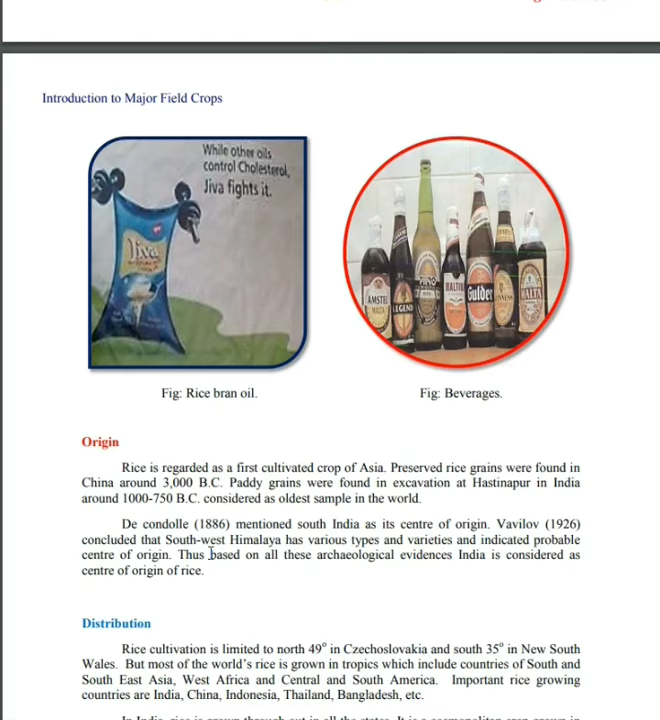 Introduction to Major Field Crops
While other oils
control Cholesterol,
Jiva fights it.
Jiva
AMSTEL
MALTA
LEGEND
MALTINA
Gulder
GUINNESS
MALTA
Fig: Rice bran oil.
Fig: Beverages.
Origin
Rice is regarded as a first cultivated crop of Asia. Preserved rice grains were found in
China around 3,000 B.C. Paddy grains were found in excavation at Hastinapur in India
around 1000-750 B.C. considered as oldest sample in the world.
De condolle (1886) mentioned south India as its centre of origin. Vavilov (1926)
concluded that South-west Himalaya has various types and varieties and indicated probable
centre of origin. Thus based on all these archaeological evidences India is considered as
centre of origin of rice.
Distribution
Rice cultivation is limited to north 49° in Czechoslovakia and south 35° in New South
Wales. But most of the world's rice is grown in tropics which include countries of South and
South East Asia, West Africa and Central and South America. Important rice growing
countries are India, China, Indonesia, Thailand, Bangladesh, etc.